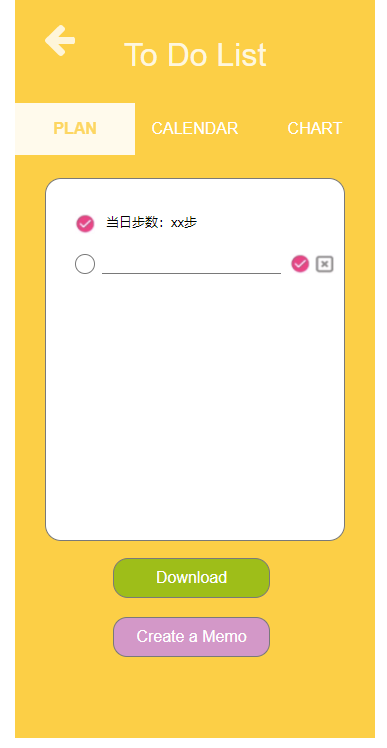 To Do List
PLAN
CALENDAR
CHART
当日步数：xx步
Download
Create a Memo